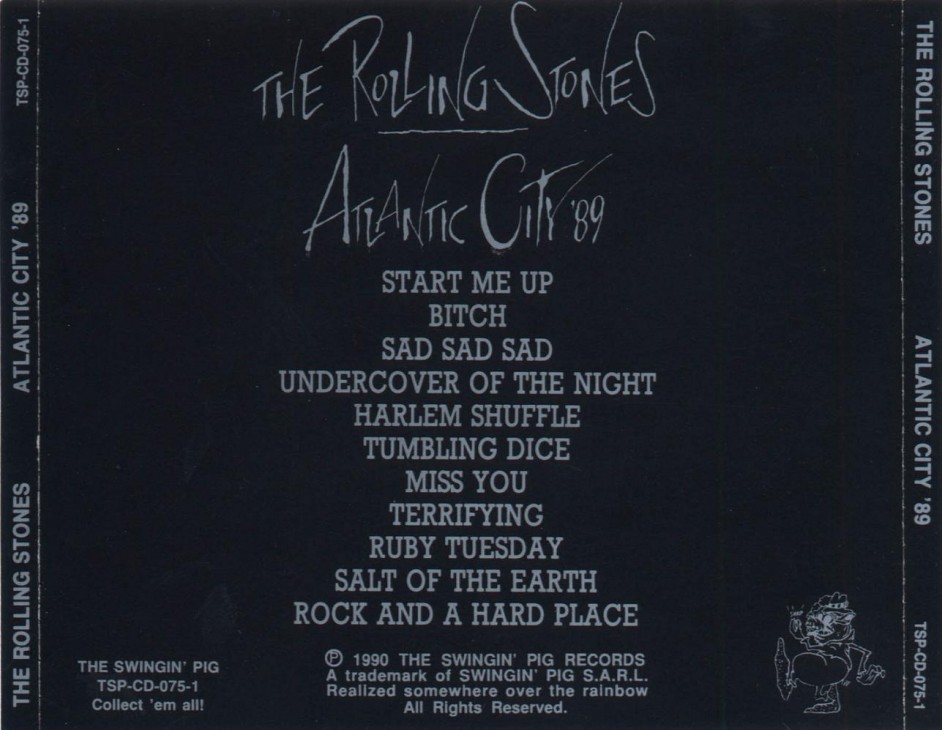 THE ROLLING STONES
ATLANTIC CITY '89
START ME UP
BITCH
SAD SAD SAD
UNDERCOVER OF THE NIGHT
HARLEM SHUFFLE
TUMBLING DICE
MISS YOU
TERRIFYING
RUBY TUESDAY
SALT OF THE EARTH
ROCK AND A HARD PLACE
THE SWINGIN' PIG
TSP-CD-075-1
Collect 'em all!
℗ 1990 THE SWINGIN' PIG RECORDS
A trademark of SWINGIN' PIG S.A.R.L.
Realized somewhere over the rainbow
All Rights Reserved.
THE ROLLING STONES ATLANTIC CITY '89 TSP-CD-075-1
THE ROLLING STONES ATLANTIC CITY '89 TSP-CD-075-1